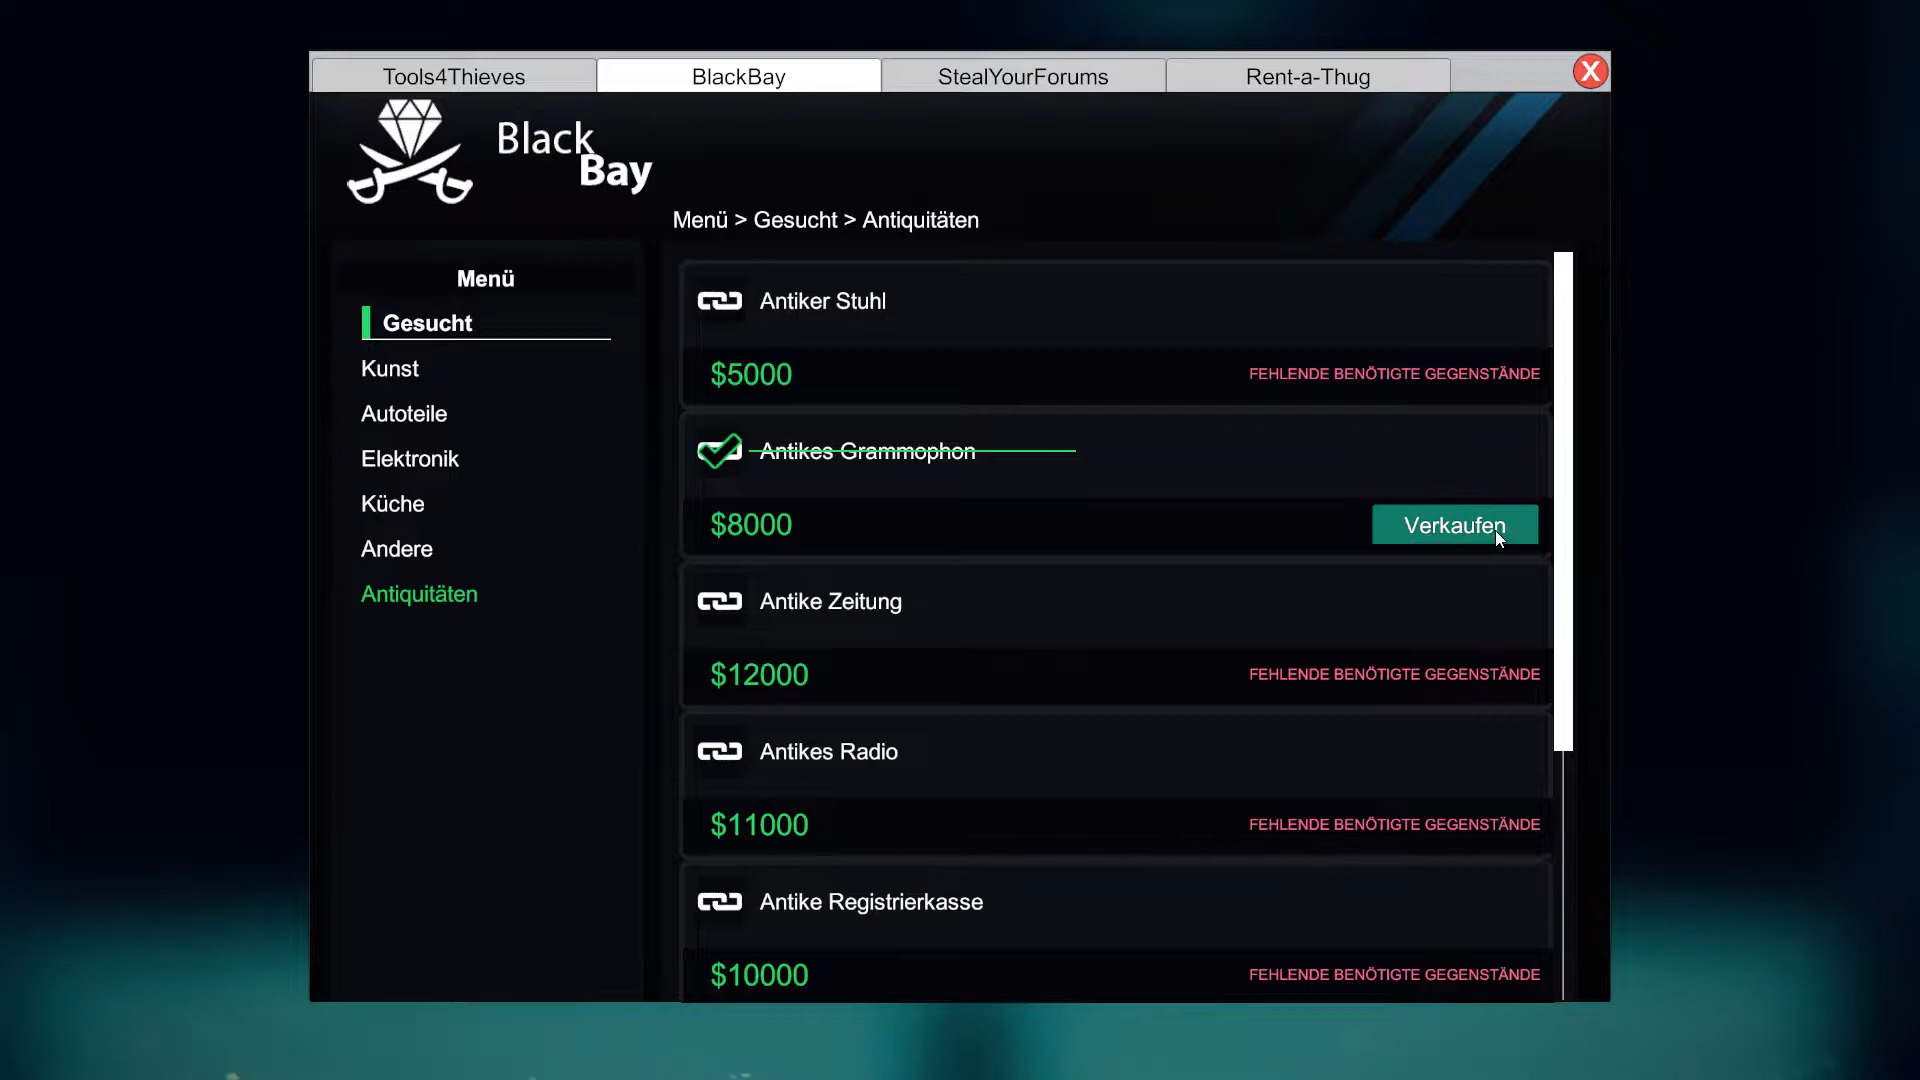 Tools4Thieves
BlackBay
StealYourForums
Rent-a-Thug
X
Black
Bay
Menü > Gesucht > Antiquitäten
Menü
Gesucht
Kunst
Autoteile
Elektronik
Küche
Andere
Antiquitäten
Antiker Stuhl
$5000
FEHLENDE BENÖTIGTE GEGENSTÄNDE
Antikes Grammophon
$8000
Verkaufen
Antike Zeitung
$12000
FEHLENDE BENÖTIGTE GEGENSTÄNDE
Antikes Radio
$11000
FEHLENDE BENÖTIGTE GEGENSTÄNDE
Antike Registrierkasse
$10000
FEHLENDE BENÖTIGTE GEGENSTÄNDE